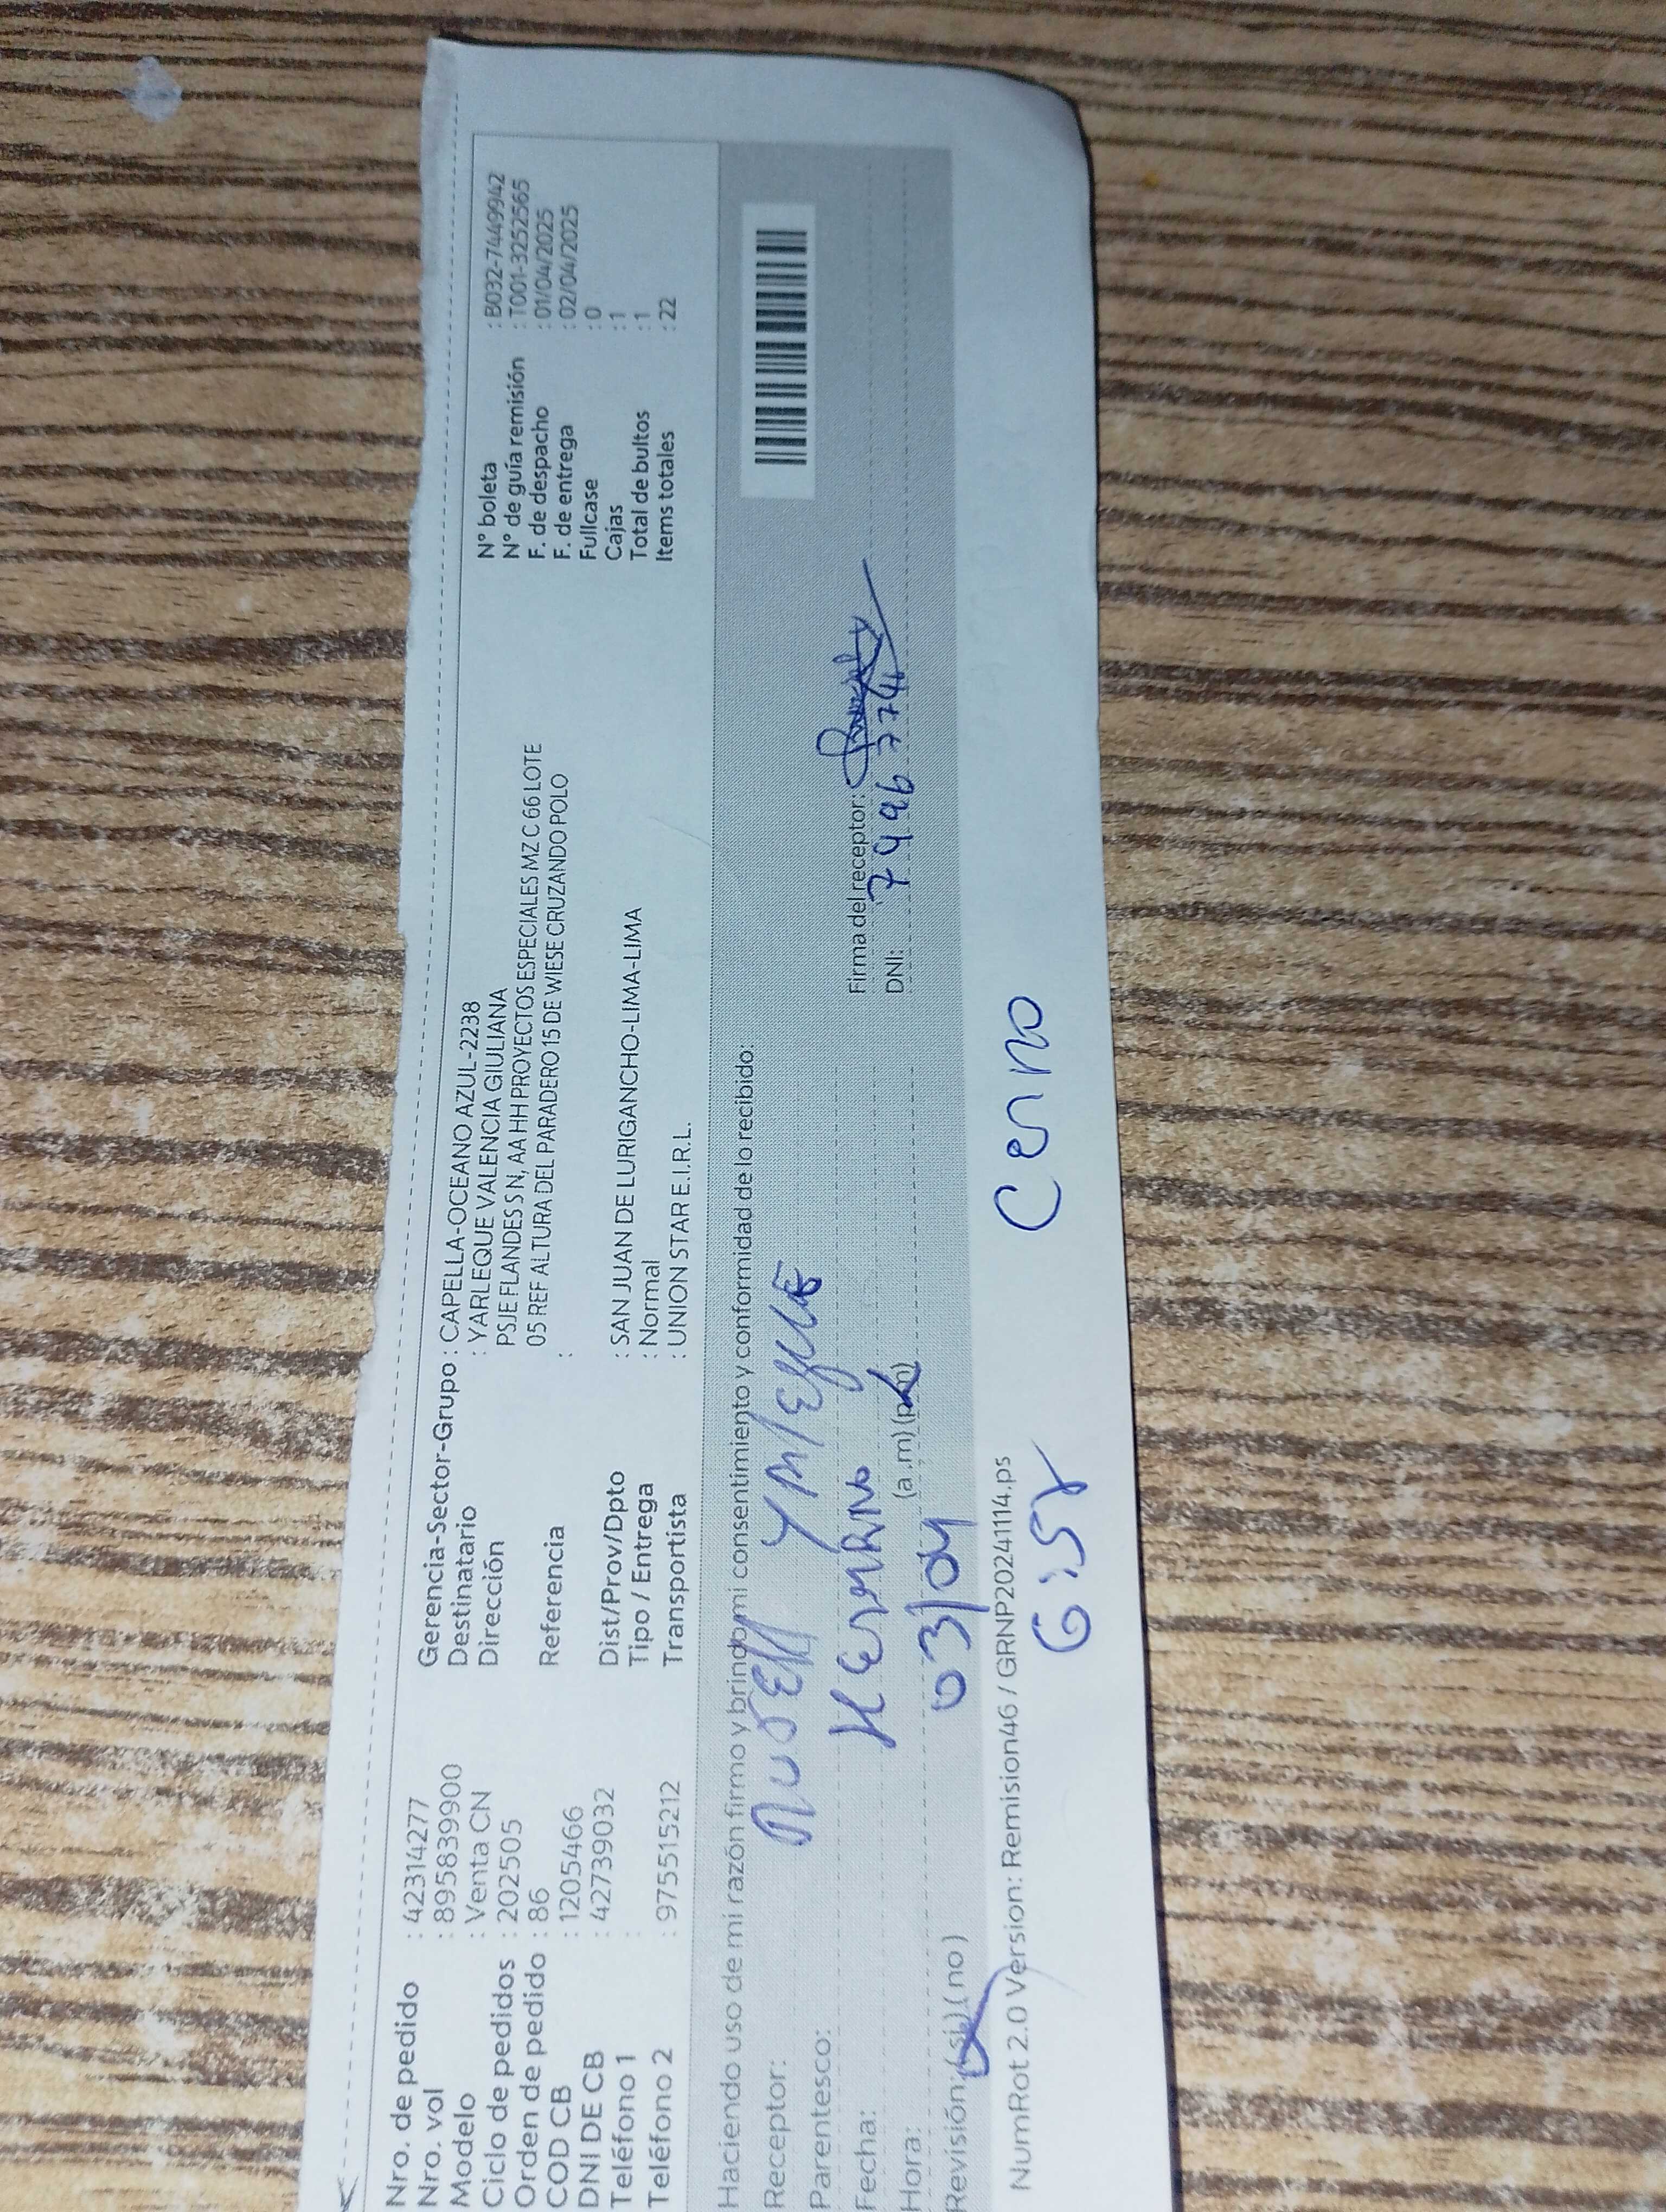 Nro. de pedido : 42314277
Nro. vol : 8958399900
Modelo : Venta CN
Ciclo de pedidos : 202505
Orden de pedido : 86
COD CB : 1205466
DNI DE CB : 42739032
Teléfono 1 :
Teléfono 2 : 975515212
Gerencia-Sector-Grupo : CAPELLA-OCEANO AZUL-2238
Destinatario : YARLEQUE VALENCIA GIULIANA
Dirección PSJE FLANDES S N, AA HH PROYECTOS ESPECIALES MZ C 66 LOTE
05 REF ALTURA DEL PARADERO 15 DE WIESE CRUZANDO POLO
Referencia :
Dist/Prov/Dpto : SAN JUAN DE LURIGANCHO-LIMA-LIMA
Tipo / Entrega : Normal
Transportista : UNION STAR E.I.R.L.
N° boleta : B032-74449942
N° de guía remisión : T001-3252565
F. de despacho : 01/04/2025
F. de entrega : 02/04/2025
Fullcase : 0
Cajas : 1
Total de bultos : 1
Items totales : 22
Haciendo uso de mi razón firmo y brindo mi consentimiento y conformidad de lo recibido:
Receptor:
Parentesco:
Fecha: 03/04
Hora: (a .m) (p.m)
Revisión: (si) (no )
Firma del receptor:
DNI:
NumRot 2.0 Version: Remision46 / GRNP20241114.ps